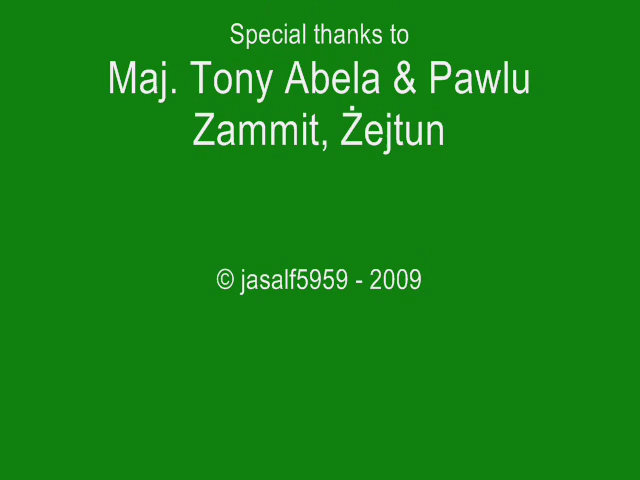 Special thanks to
Maj. Tony Abela & Pawlu
Zammit, Żejtun
© jasalf5959 - 2009